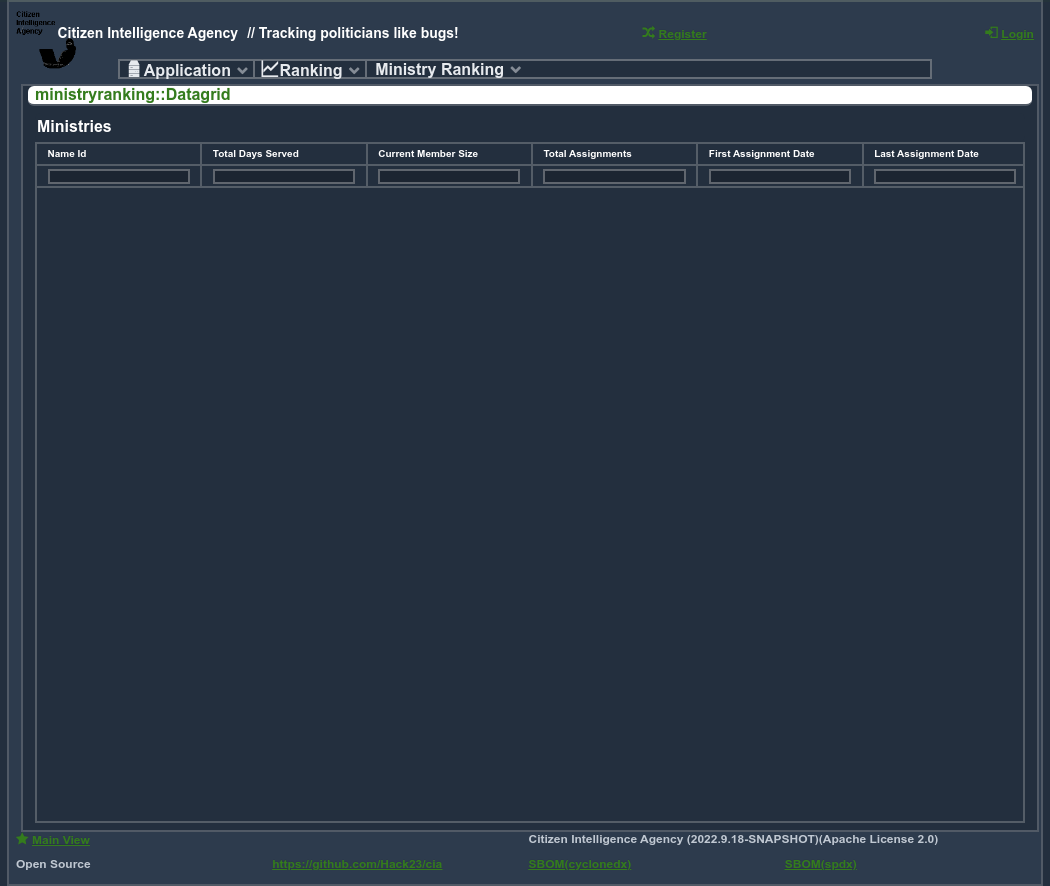 Citizen
Intelligence
Agency
Citizen Intelligence Agency // Tracking politicians like bugs!
Register
Login
Application
Ranking
Ministry Ranking
ministryranking::Datagrid
Ministries
Name Id
Total Days Served
Current Member Size
Total Assignments
First Assignment Date
Last Assignment Date
Main View
Citizen Intelligence Agency (2022.9.18-SNAPSHOT)(Apache License 2.0)
Open Source
https://github.com/Hack23/cia
SBOM(cyclonedx)
SBOM(spdx)